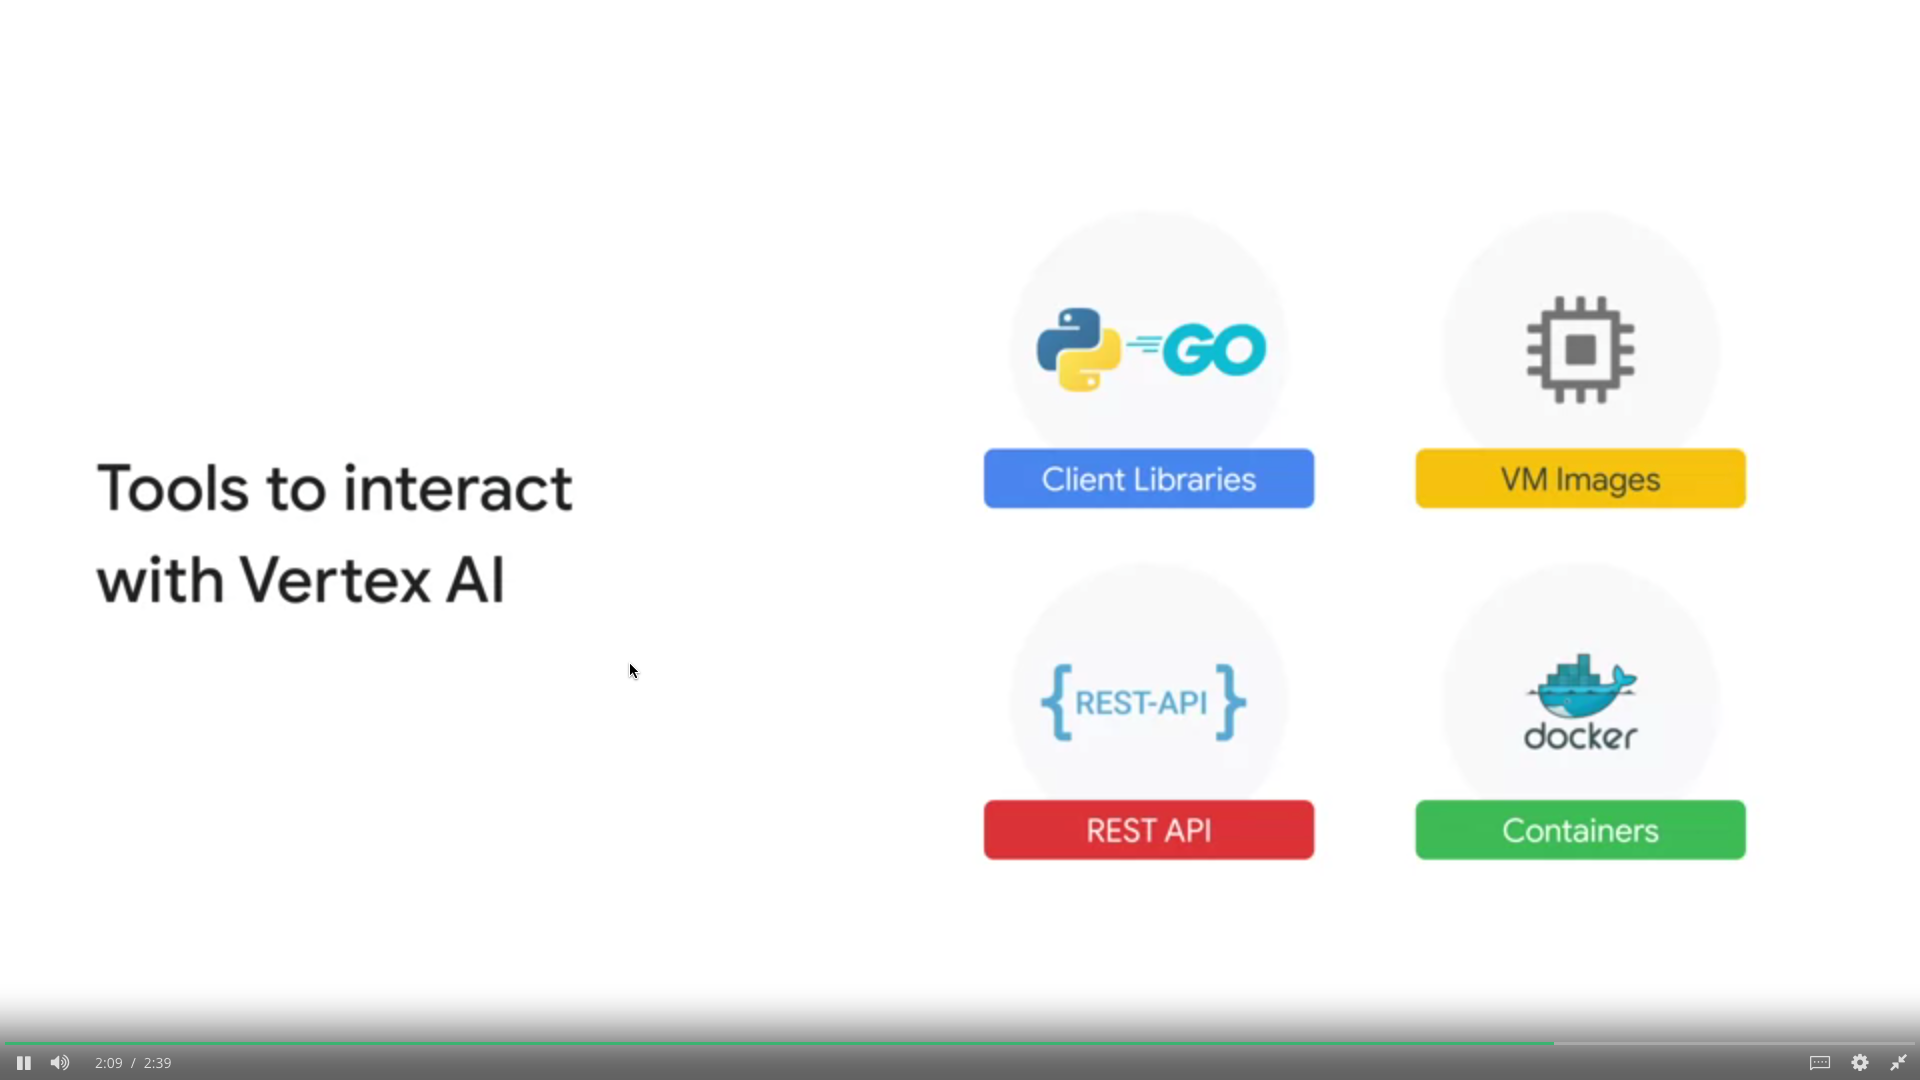 Tools to interact
with Vertex AI
GO
Client Libraries
VM Images
{REST-API}
REST API
docker
Containers
2:09 / 2:39